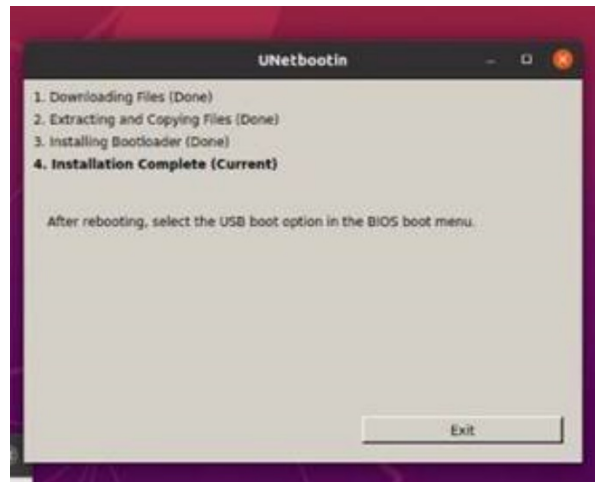 UNetbootin
1. Downloading Files (Done)
2. Extracting and Copying Files (Done)
3. Installing Bootloader (Done)
4. Installation Complete (Current)
After rebooting, select the USB boot option in the BIOS boot menu.
Exit